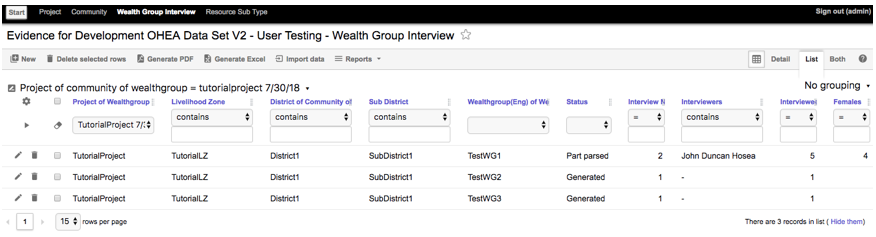 Start Project Community Wealth Group Interview Resource Sub Type Sign out (admin)
Evidence for Development OHEA Data Set V2 - User Testing - Wealth Group Interview
New Delete selected rows Generate PDF Generate Excel Import data Reports Detail List Both
Project of community of wealthgroup = tutorialproject 7/30/18 No grouping
Project of Wealthgroup Livelihood Zone District of Community of Sub District Wealthgroup(Eng) of We Status Interview N Interviewers Interviewee Females
TutorialProject 7/ contains contains contains = contains = =
TutorialProject TutorialLZ District1 SubDistrict1 TestWG1 Part parsed 2 John Duncan Hosea 5 4
TutorialProject TutorialLZ District1 SubDistrict1 TestWG2 Generated 1 - 1
TutorialProject TutorialLZ District1 SubDistrict1 TestWG3 Generated 1 - 1
1 15 rows per page There are 3 records in list ( Hide them)